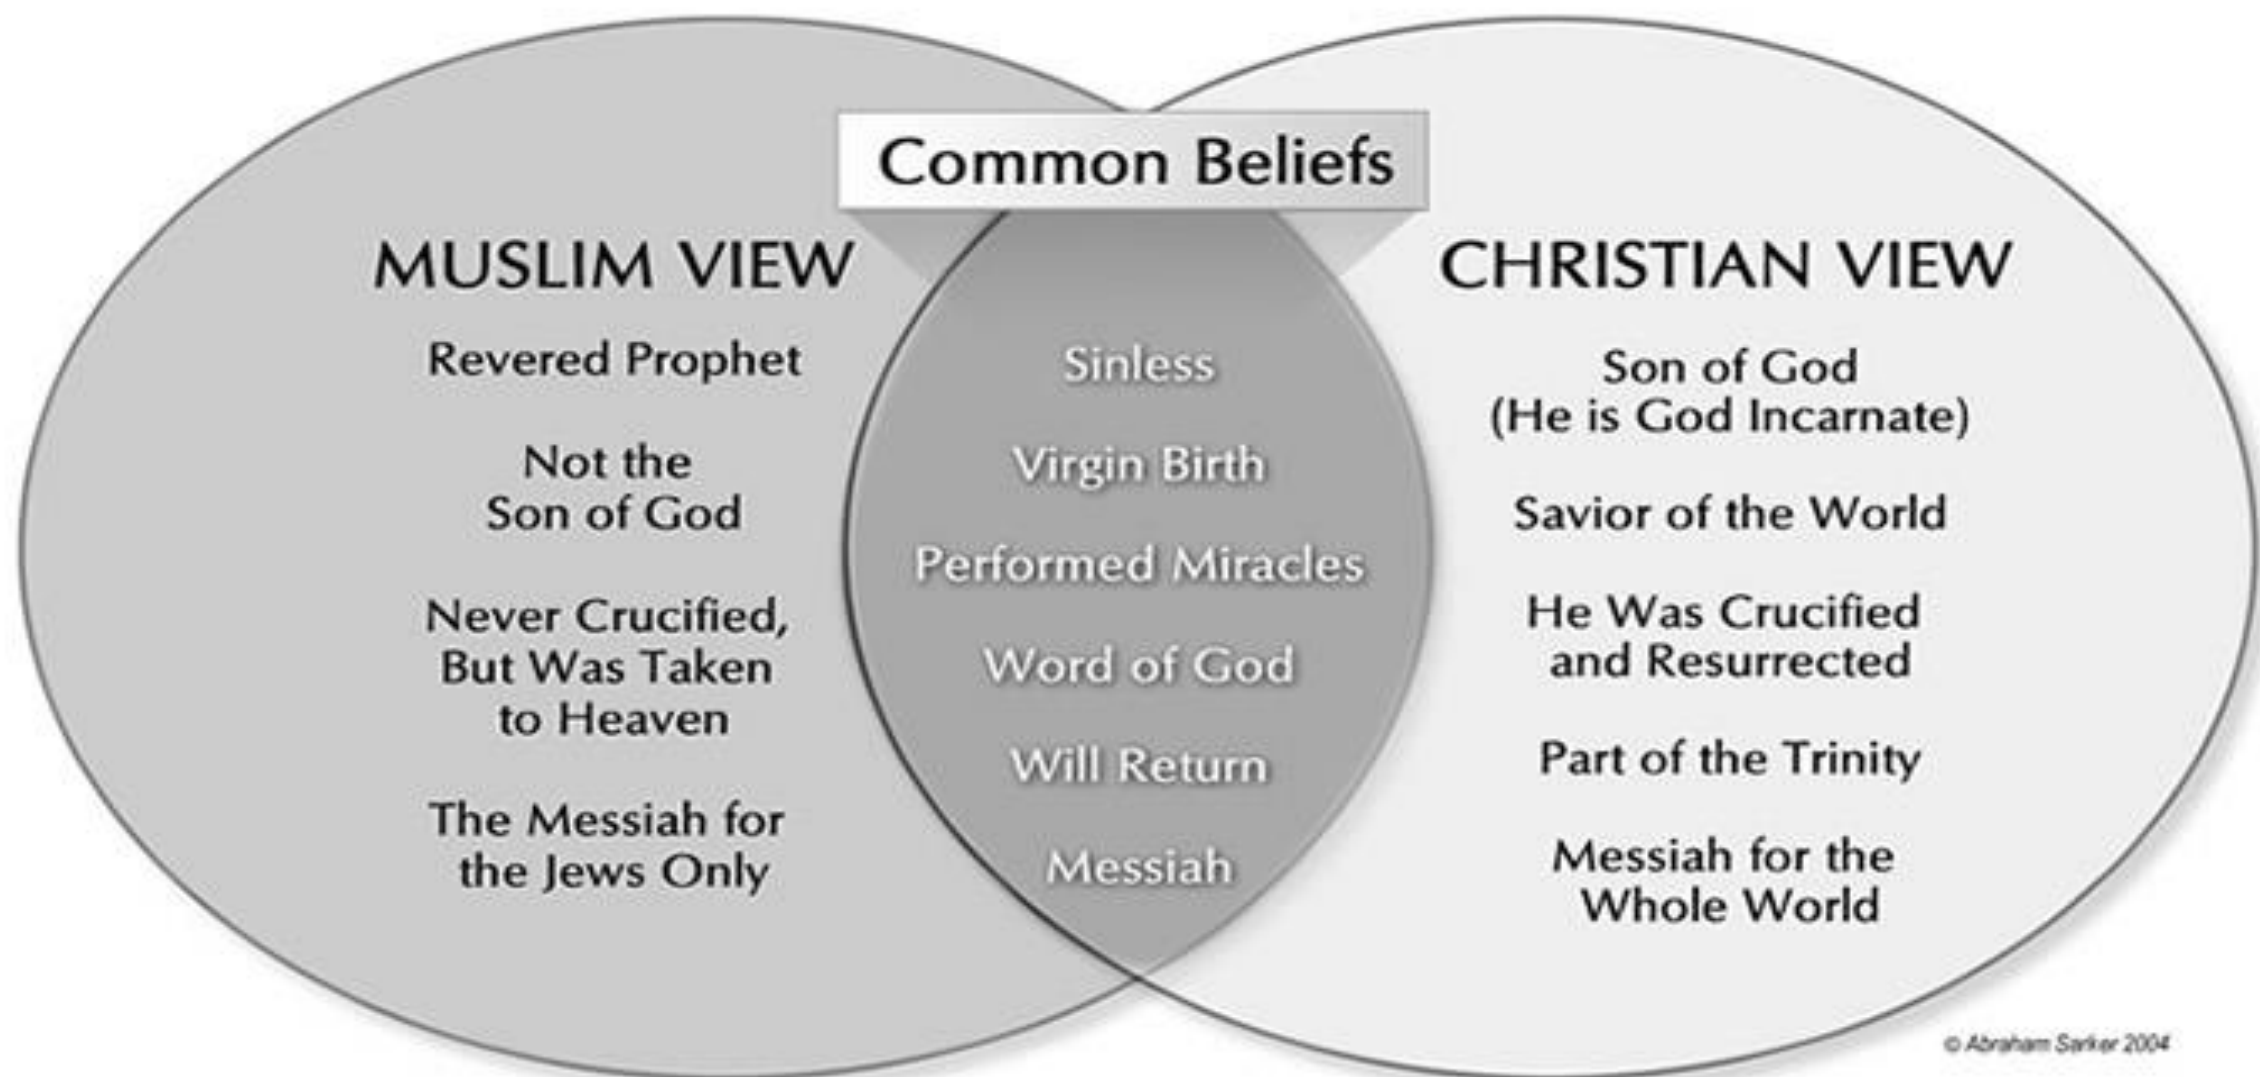 Common Beliefs
MUSLIM VIEW
Revered Prophet
Not the
Son of God
Never Crucified,
But Was Taken
to Heaven
The Messiah for
the Jews Only
Sinless
Virgin Birth
Performed Miracles
Word of God
Will Return
Messiah
CHRISTIAN VIEW
Son of God
(He is God Incarnate)
Savior of the World
He Was Crucified
and Resurrected
Part of the Trinity
Messiah for the
Whole World
© Abraham Sarker 2004